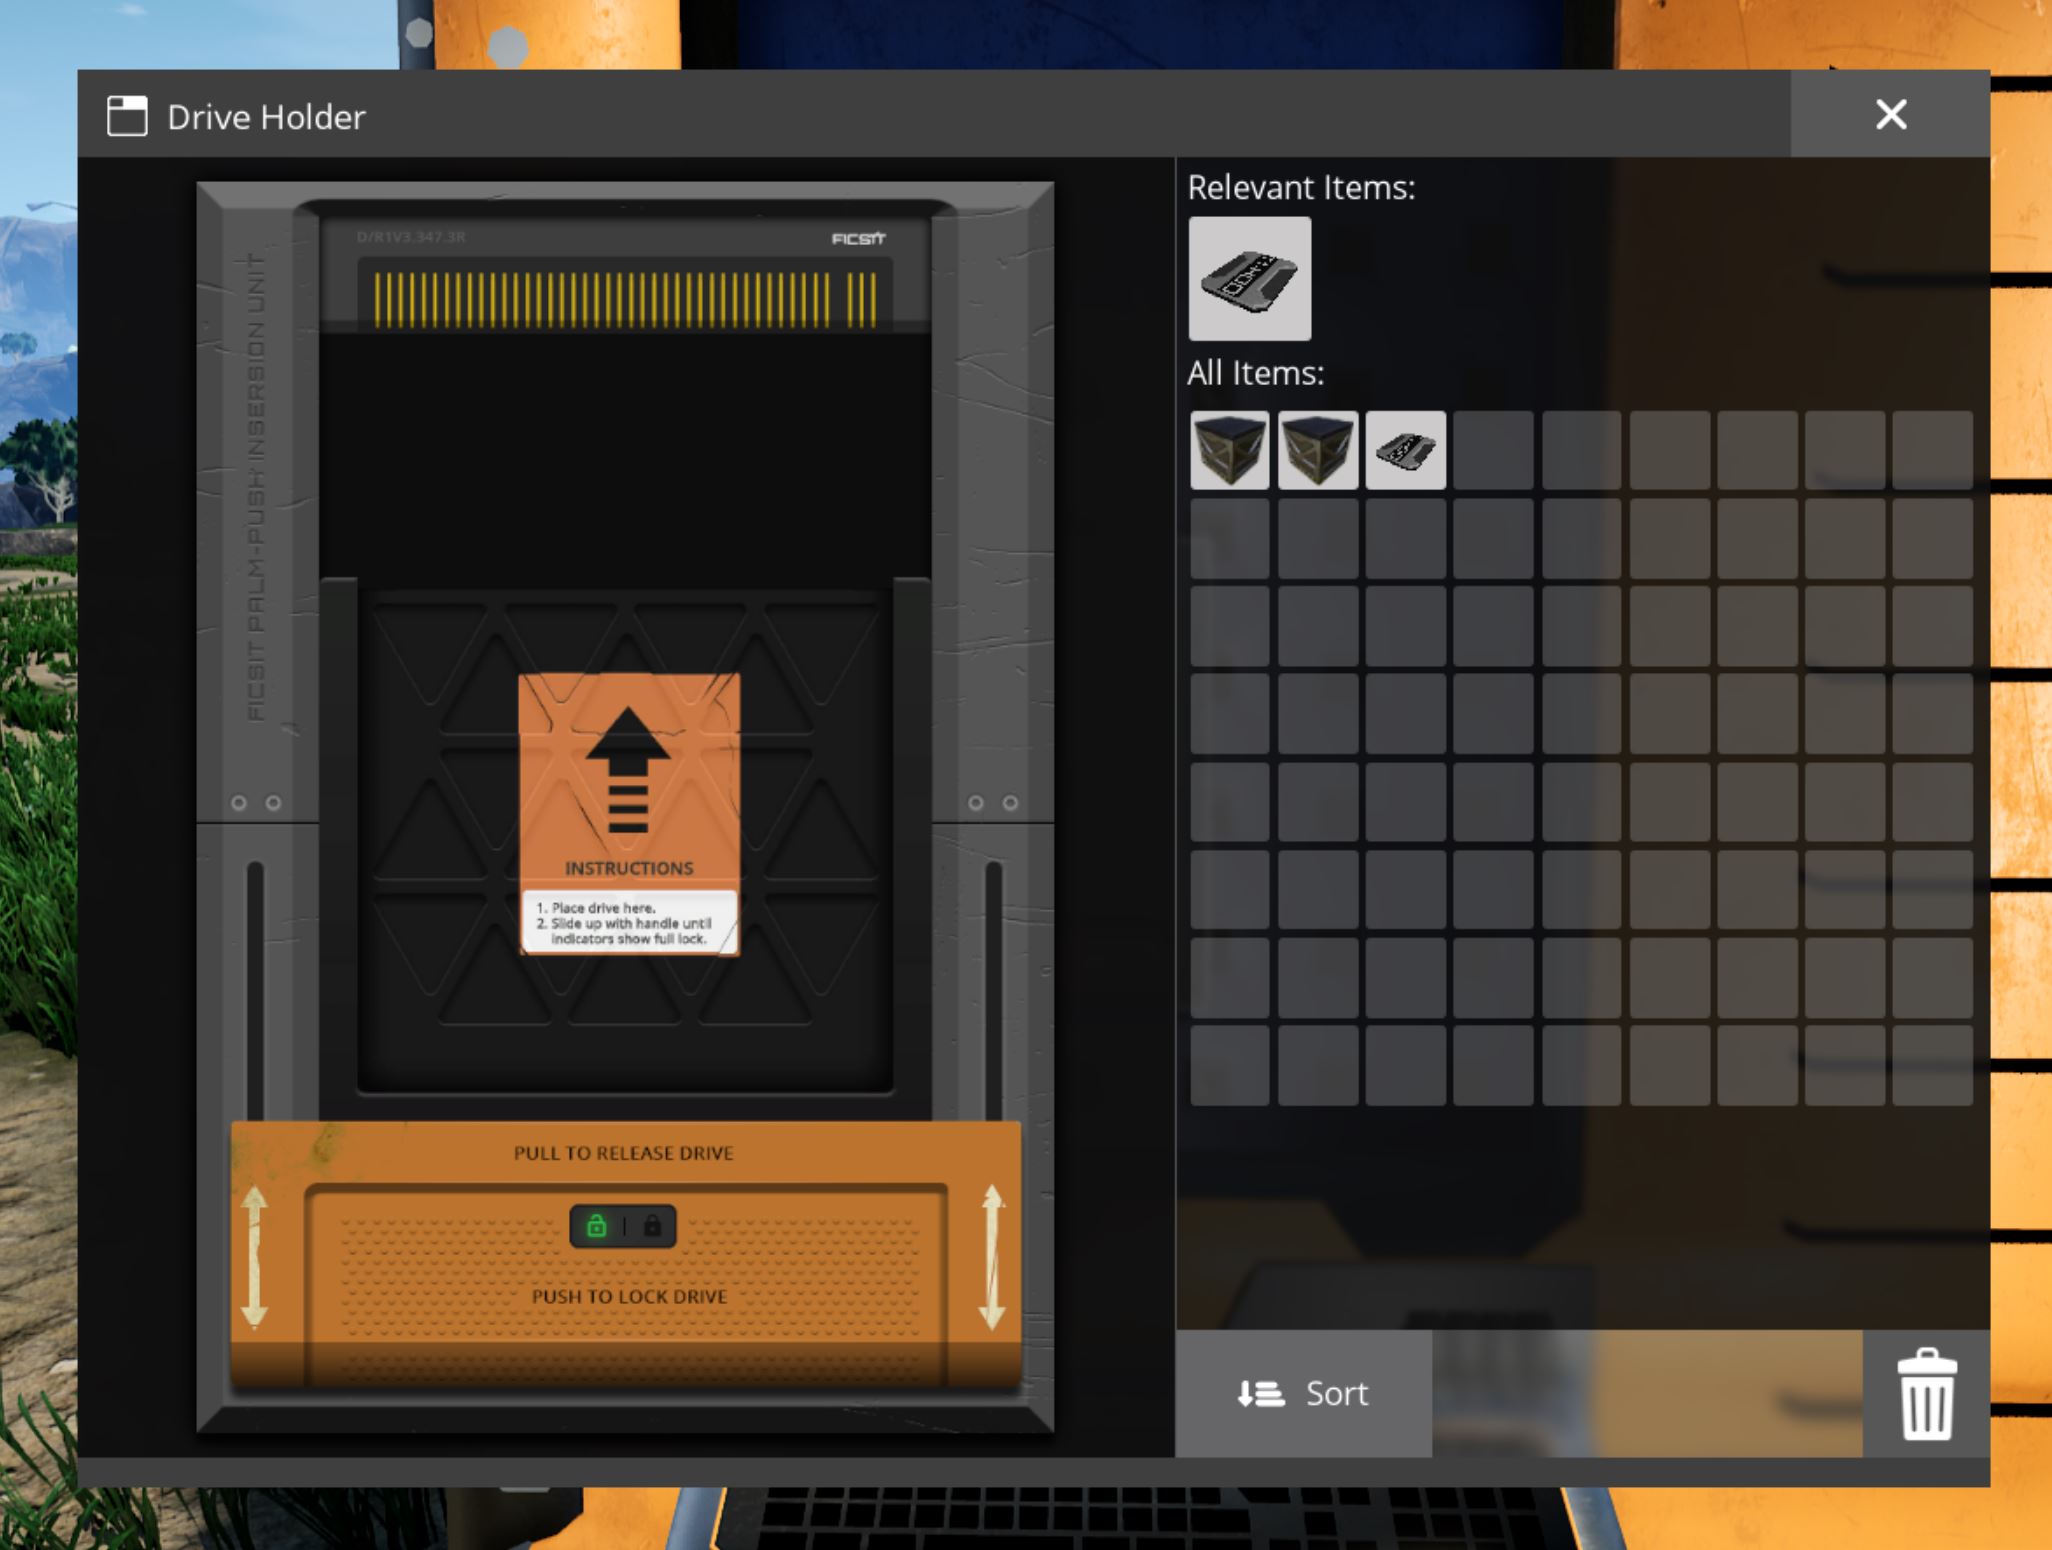 Drive Holder
D/R1V3.347.3R
FICSIT
FICSIT PALM-PUSH INSERSION UNIT
INSTRUCTIONS
1. Place drive here.
2. Slide up with handle until
indicators show full lock.
PULL TO RELEASE DRIVE
PUSH TO LOCK DRIVE
Relevant Items:
All Items:
Sort